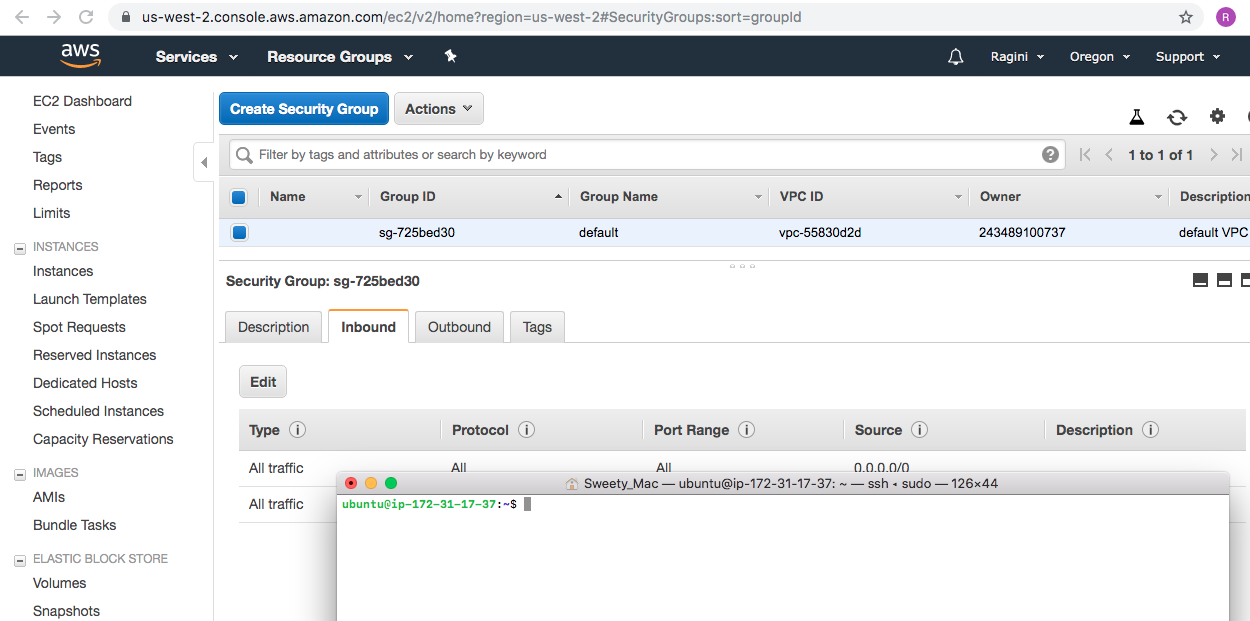 us-west-2.console.aws.amazon.com/ec2/v2/home?region=us-west-2#SecurityGroups:sort=groupId
R
aws
Services
Resource Groups
Ragini
Oregon
Support
EC2 Dashboard
Events
Tags
Reports
Limits
INSTANCES
Instances
Launch Templates
Spot Requests
Reserved Instances
Dedicated Hosts
Scheduled Instances
Capacity Reservations
IMAGES
AMIs
Bundle Tasks
ELASTIC BLOCK STORE
Volumes
Snapshots
Create Security Group
Actions
Filter by tags and attributes or search by keyword
1 to 1 of 1
Name Group ID Group Name VPC ID Owner Description
sg-725bed30 default vpc-55830d2d 243489100737 default VPC
Security Group: sg-725bed30
Description Inbound Outbound Tags
Edit
Type Protocol Port Range Source Description
All traffic All All 0.0.0.0/0
All traffic
Sweety_Mac — ubuntu@ip-172-31-17-37: ~ — ssh ◂ sudo — 126×44
ubuntu@ip-172-31-17-37:~$